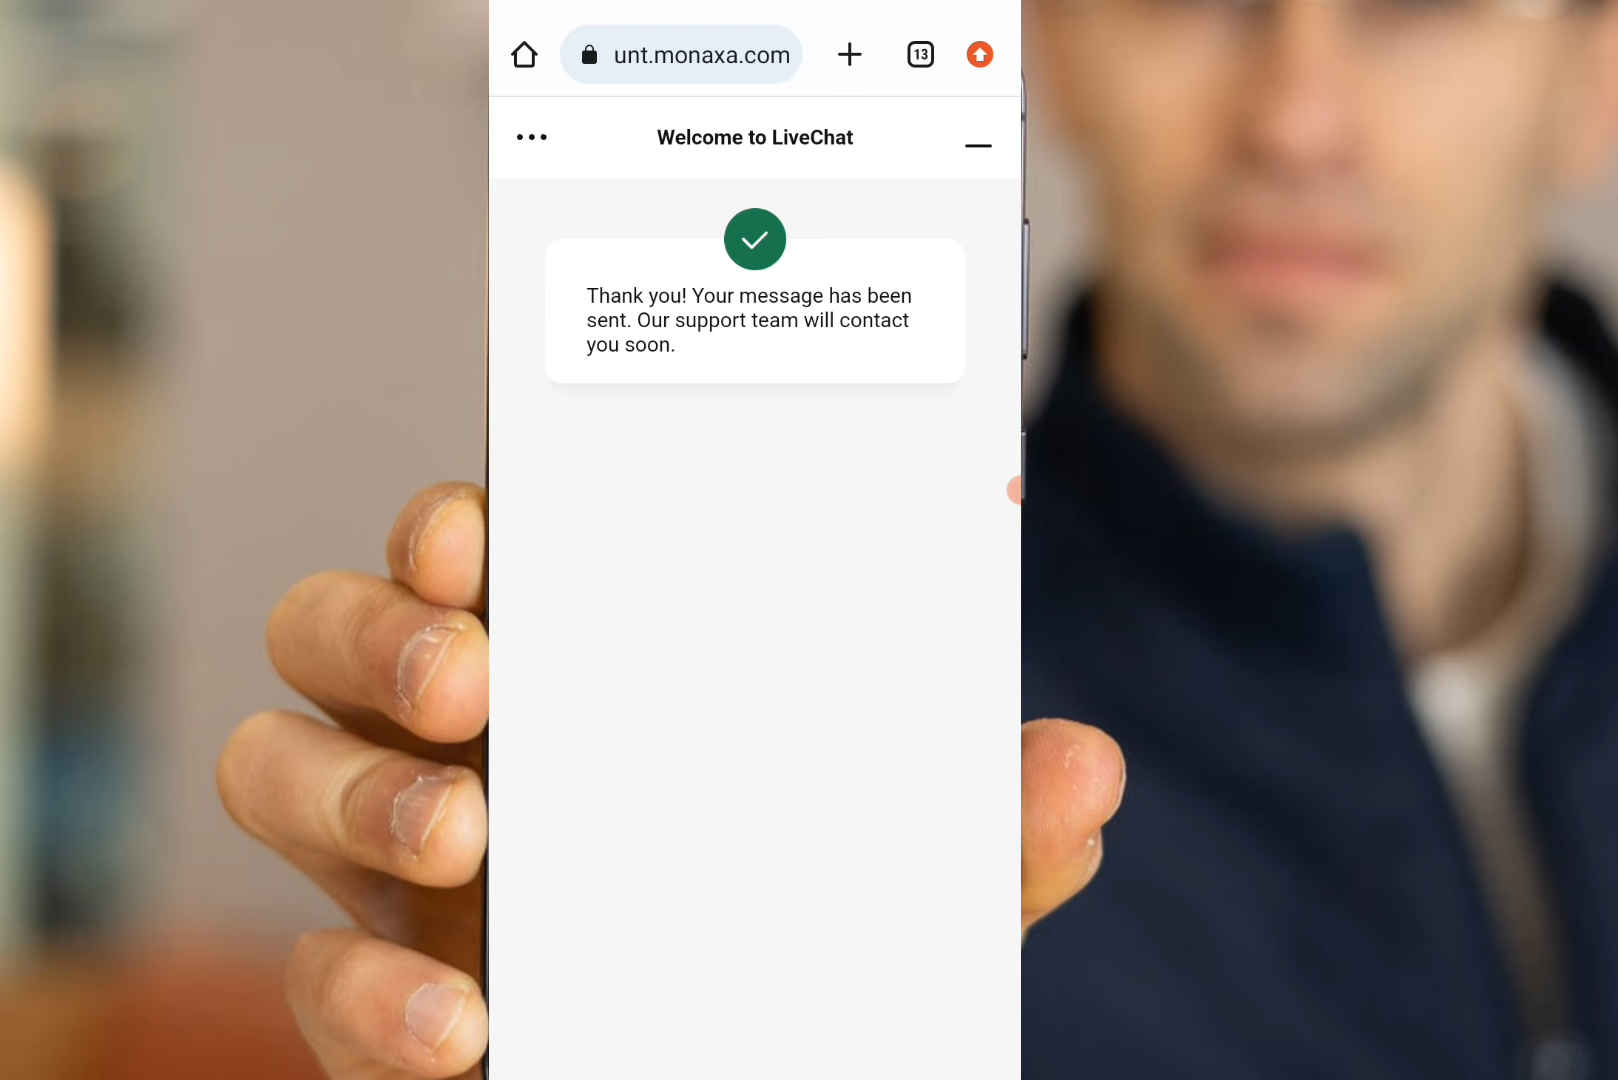 unt.monaxa.com
13
Welcome to LiveChat
Thank you! Your message has been
sent. Our support team will contact
you soon.